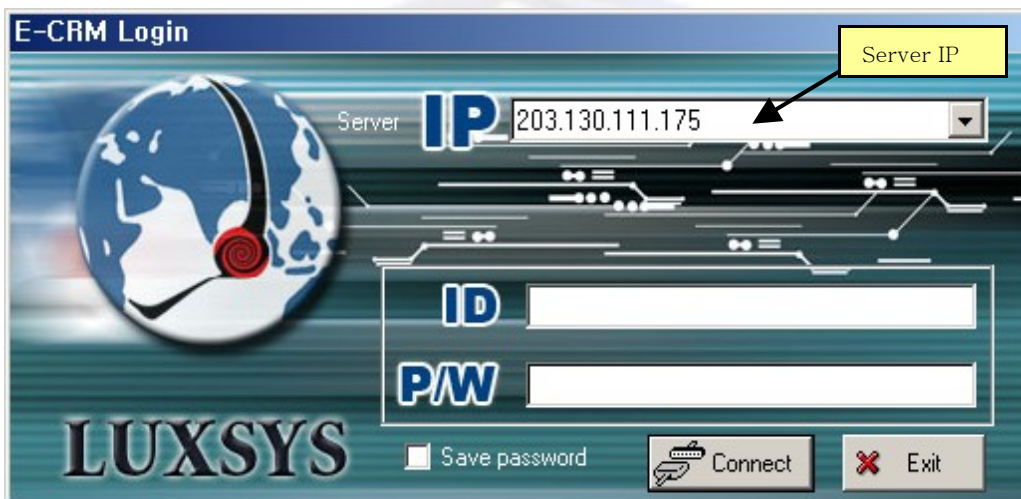 E-CRM Login
Server IP
Server IP 203.130.111.175
ID
P/W
LUXSYS
Save password
Connect
Exit